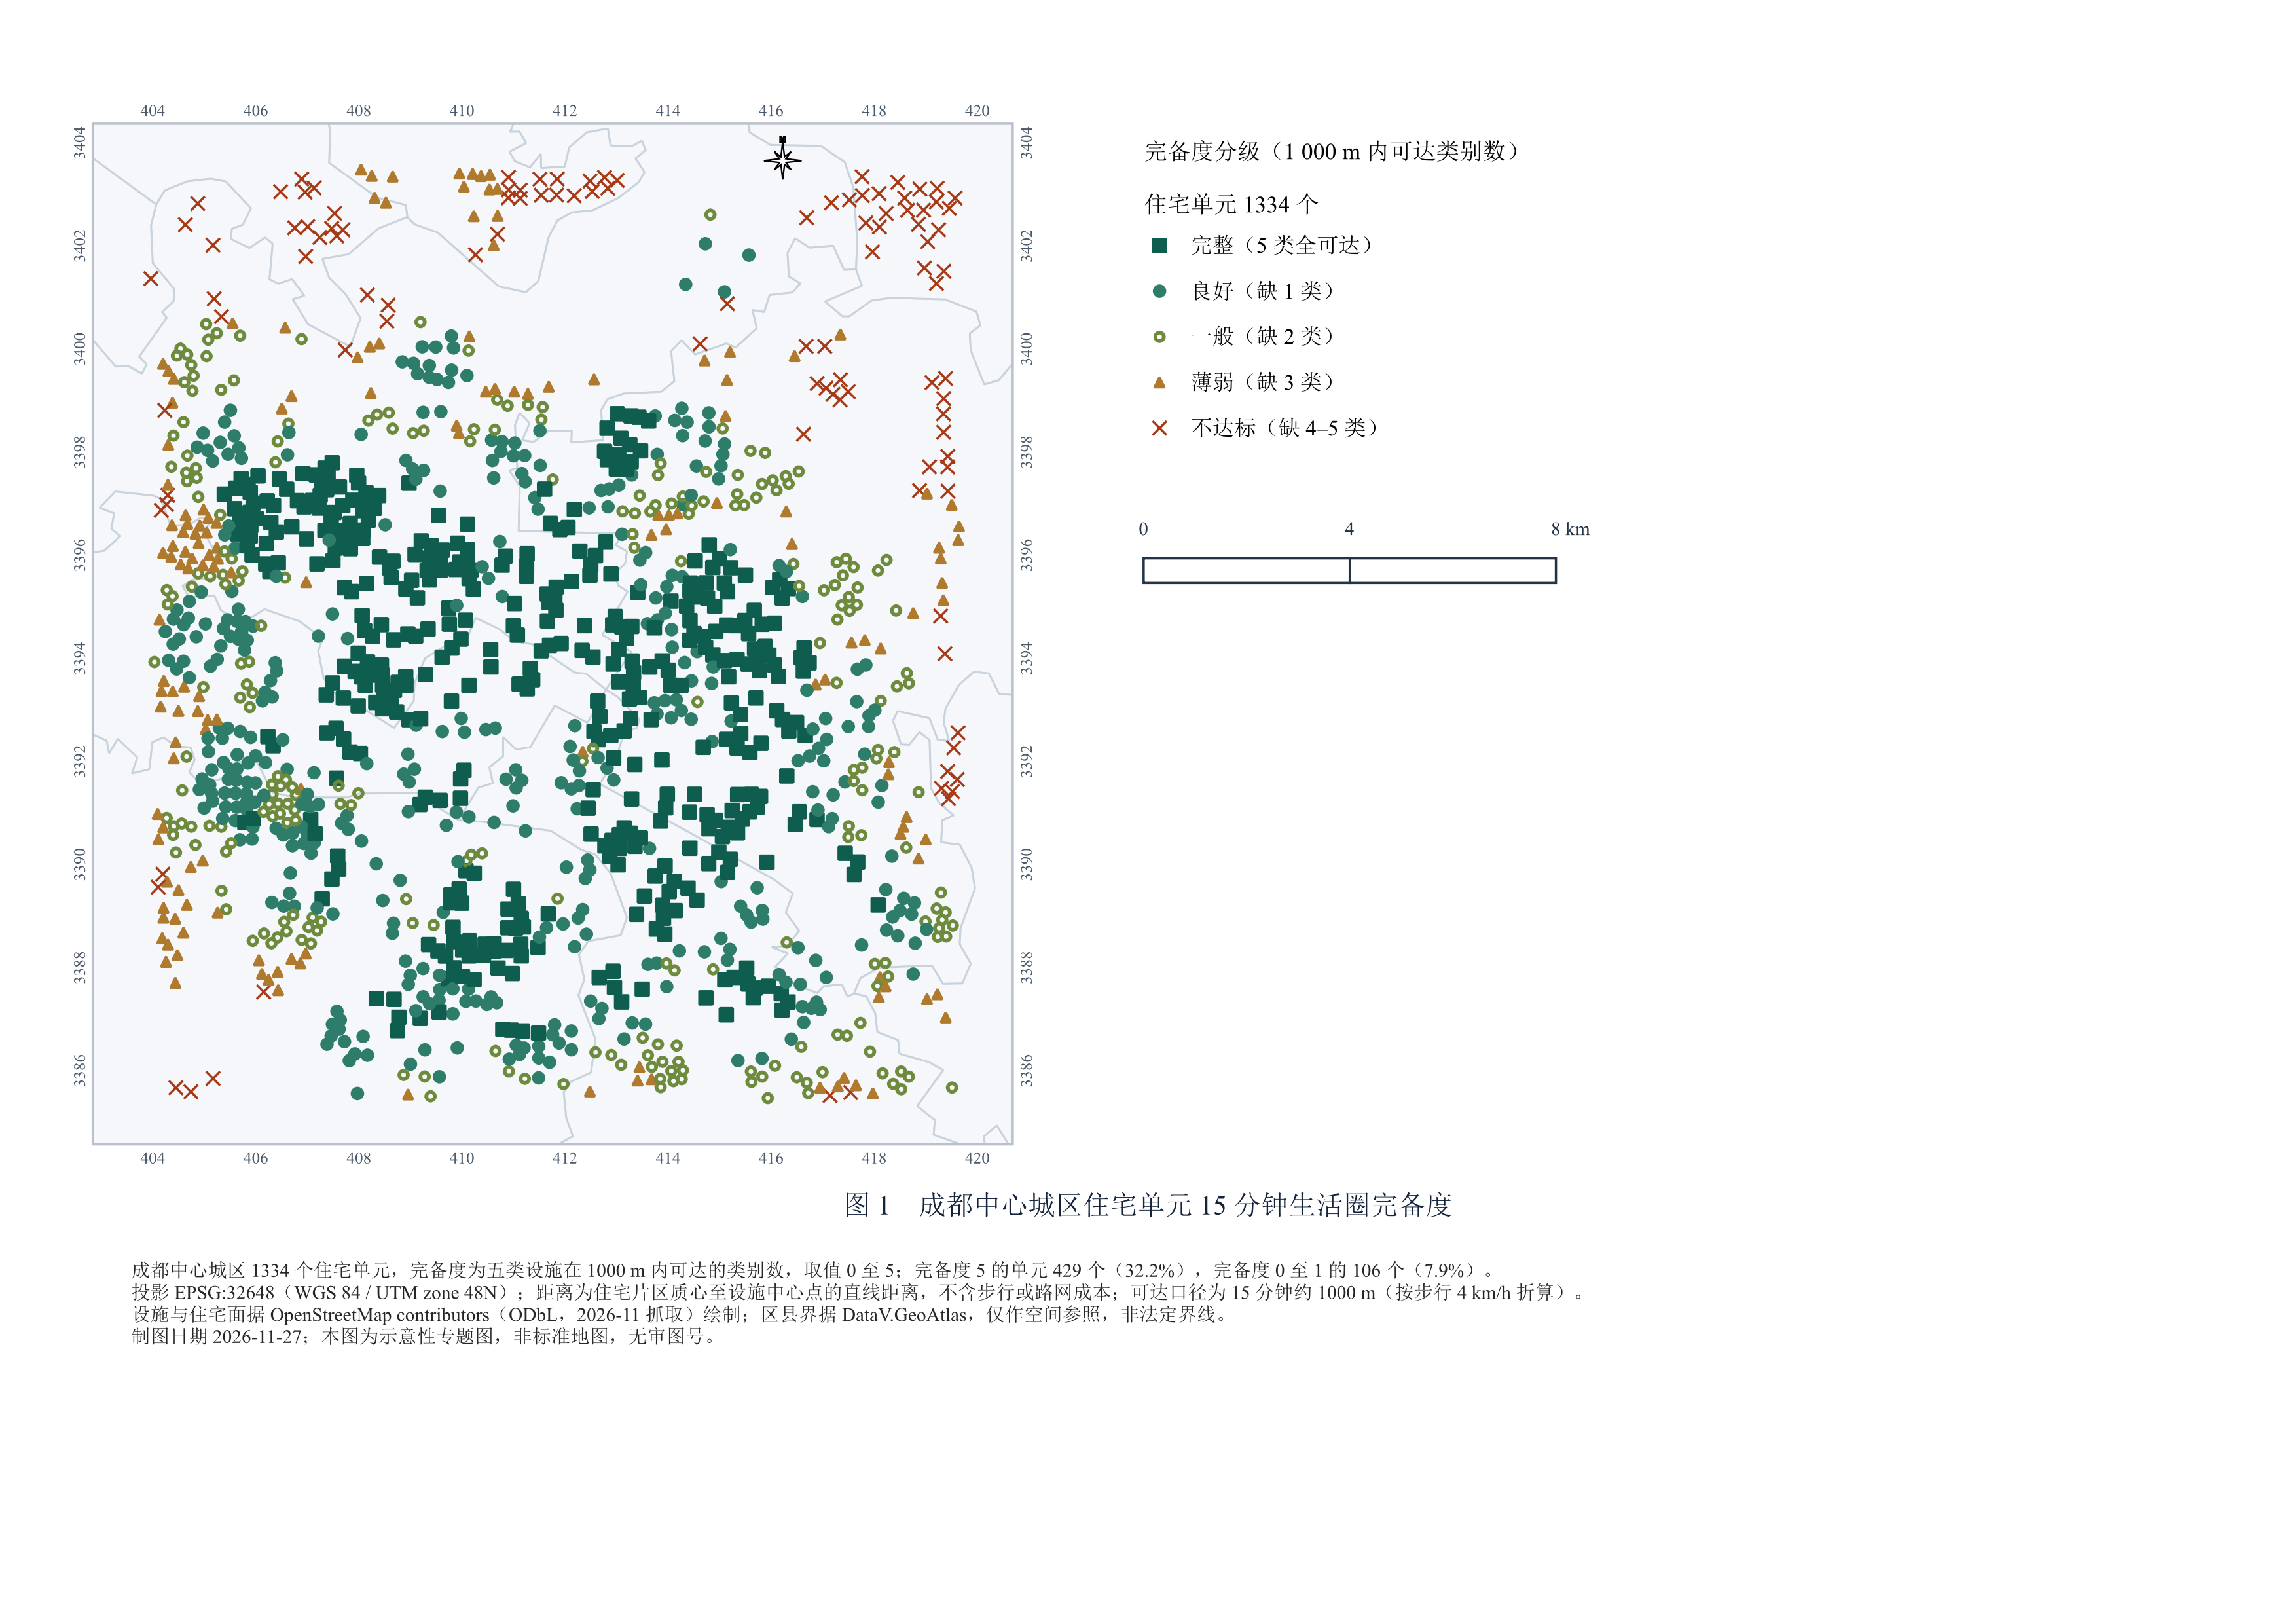 404 406 408 410 412 414 416 418 420
3404
3402
3400
3398
3396
3394
3392
3390
3388
3386
3404
3402
3400
3398
3396
3394
3392
3390
3388
3386
404 406 408 410 412 414 416 418 420
完备度分级（1 000 m 内可达类别数）
住宅单元 1334 个
完整（5 类全可达）
良好（缺 1 类）
一般（缺 2 类）
薄弱（缺 3 类）
不达标（缺 4–5 类）
0 4 8 km
图 1 成都中心城区住宅单元 15 分钟生活圈完备度
成都中心城区 1334 个住宅单元，完备度为五类设施在 1000 m 内可达的类别数，取值 0 至 5；完备度 5 的单元 429 个（32.2%），完备度 0 至 1 的 106 个（7.9%）。
投影 EPSG:32648（WGS 84 / UTM zone 48N）；距离为住宅片区质心至设施中心点的直线距离，不含步行或路网成本；可达口径为 15 分钟约 1000 m（按步行 4 km/h 折算）。
设施与住宅面据 OpenStreetMap contributors（ODbL，2026-11 抓取）绘制；区县界据 DataV.GeoAtlas，仅作空间参照，非法定界线。
制图日期 2026-11-27；本图为示意性专题图，非标准地图，无审图号。